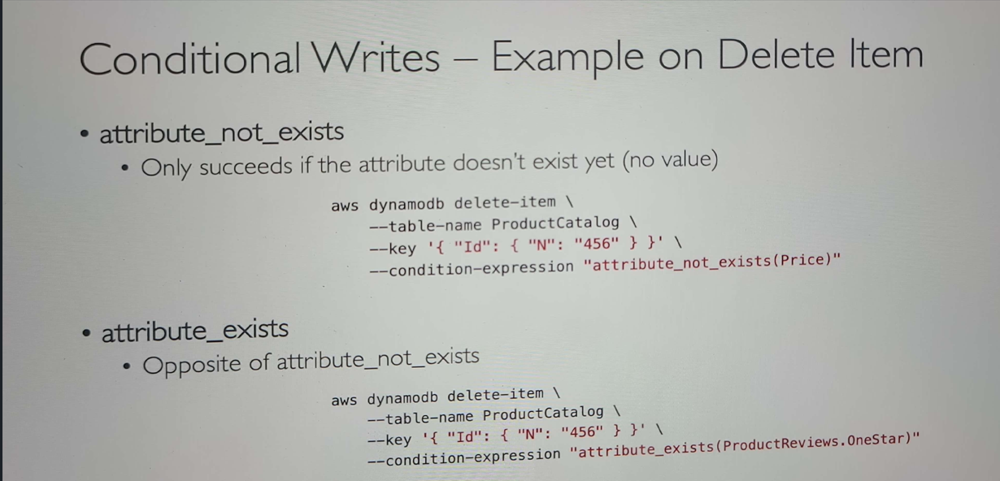 Conditional Writes – Example on Delete Item
• attribute_not_exists
• Only succeeds if the attribute doesn't exist yet (no value)
aws dynamodb delete-item \
--table-name ProductCatalog \
--key '{ "Id": { "N": "456" } }' \
--condition-expression "attribute_not_exists(Price)"
• attribute_exists
• Opposite of attribute_not_exists
aws dynamodb delete-item \
--table-name ProductCatalog \
--key '{ "Id": { "N": "456" } }' \
--condition-expression "attribute_exists(ProductReviews.OneStar)"